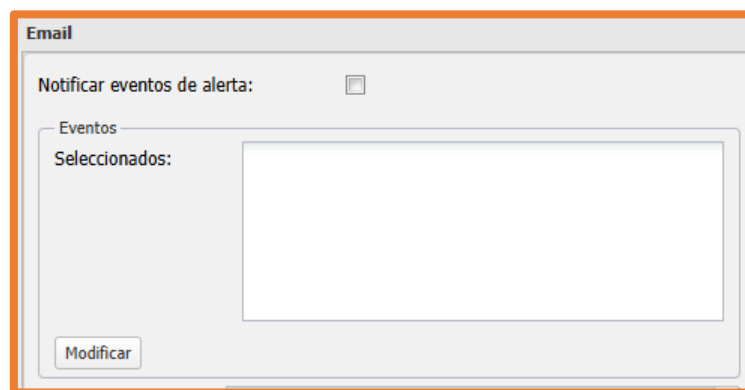 Email
Notificar eventos de alerta:
Eventos
Seleccionados:
Modificar